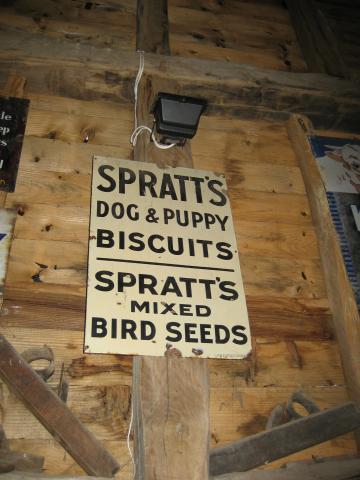 SPRATT'S
DOG & PUPPY
BISCUITS
SPRATT'S
MIXED
BIRD SEEDS